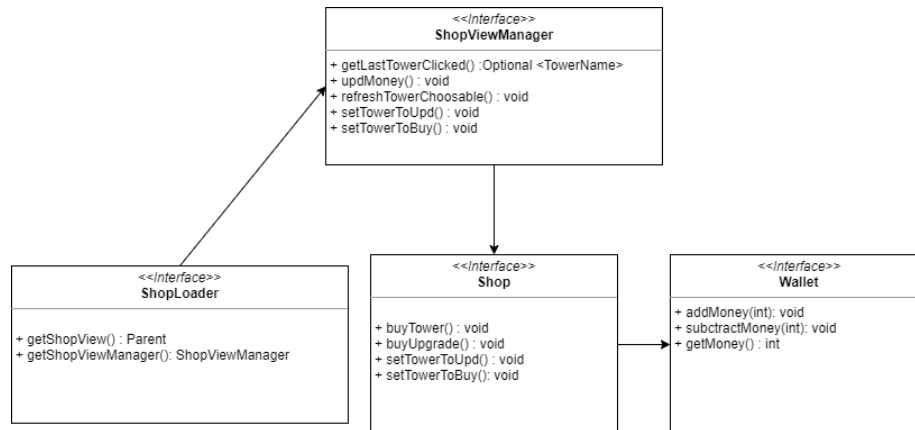 <<Interface>>
ShopViewManager
+ getLastTowerClicked() :Optional <TowerName>
+ updMoney() : void
+ refreshTowerChoosable() : void
+ setTowerToUpd() : void
+ setTowerToBuy() : void
<<Interface>>
ShopLoader
+ getShopView() : Parent
+ getShopViewManager(): ShopViewManager
<<Interface>>
Shop
+ buyTower() : void
+ buyUpgrade() : void
+ setTowerToUpd() : void
+ setTowerToBuy(): void
<<Interface>>
Wallet
+ addMoney(int): void
+ subctractMoney(int): void
+ getMoney() : int